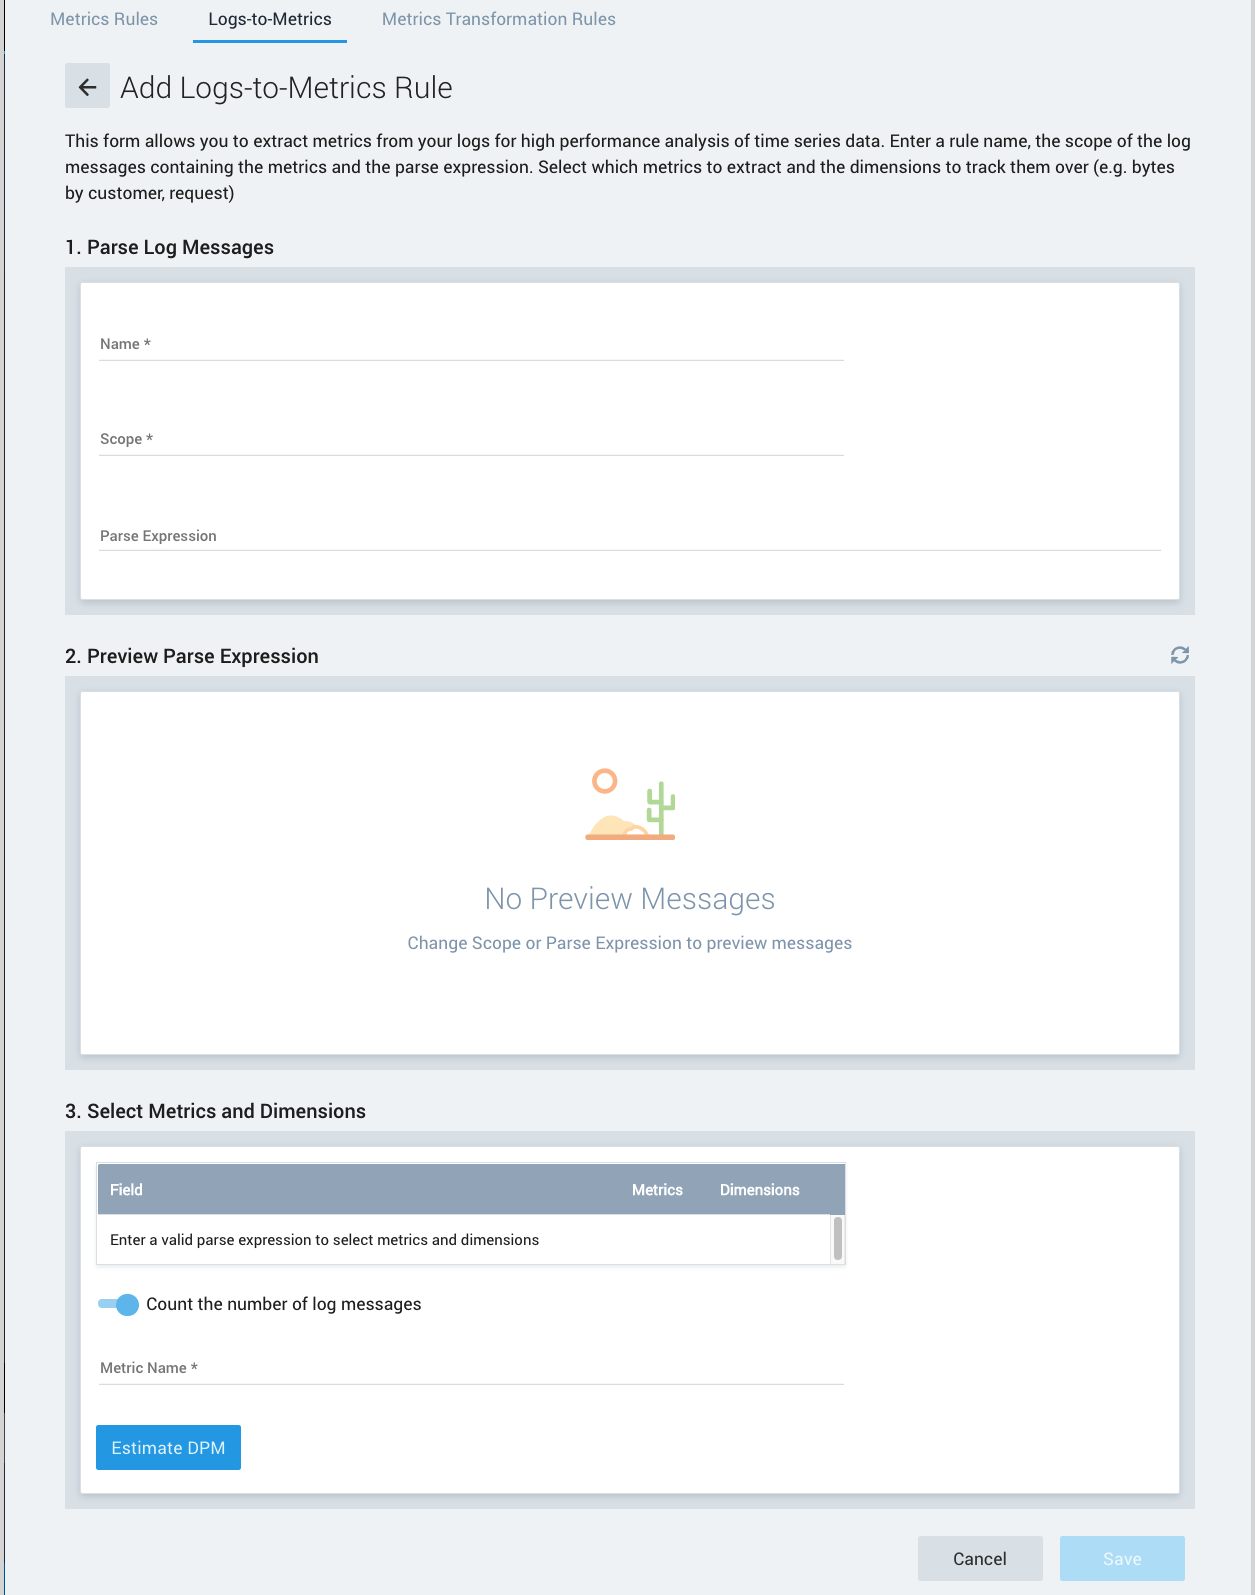 Metrics Rules
Logs-to-Metrics
Metrics Transformation Rules
Add Logs-to-Metrics Rule
This form allows you to extract metrics from your logs for high performance analysis of time series data. Enter a rule name, the scope of the log
messages containing the metrics and the parse expression. Select which metrics to extract and the dimensions to track them over (e.g. bytes
by customer, request)
1. Parse Log Messages
Name *
Scope *
Parse Expression
2. Preview Parse Expression
No Preview Messages
Change Scope or Parse Expression to preview messages
3. Select Metrics and Dimensions
Field Metrics Dimensions
Enter a valid parse expression to select metrics and dimensions
Count the number of log messages
Metric Name *
Estimate DPM
Cancel
Save